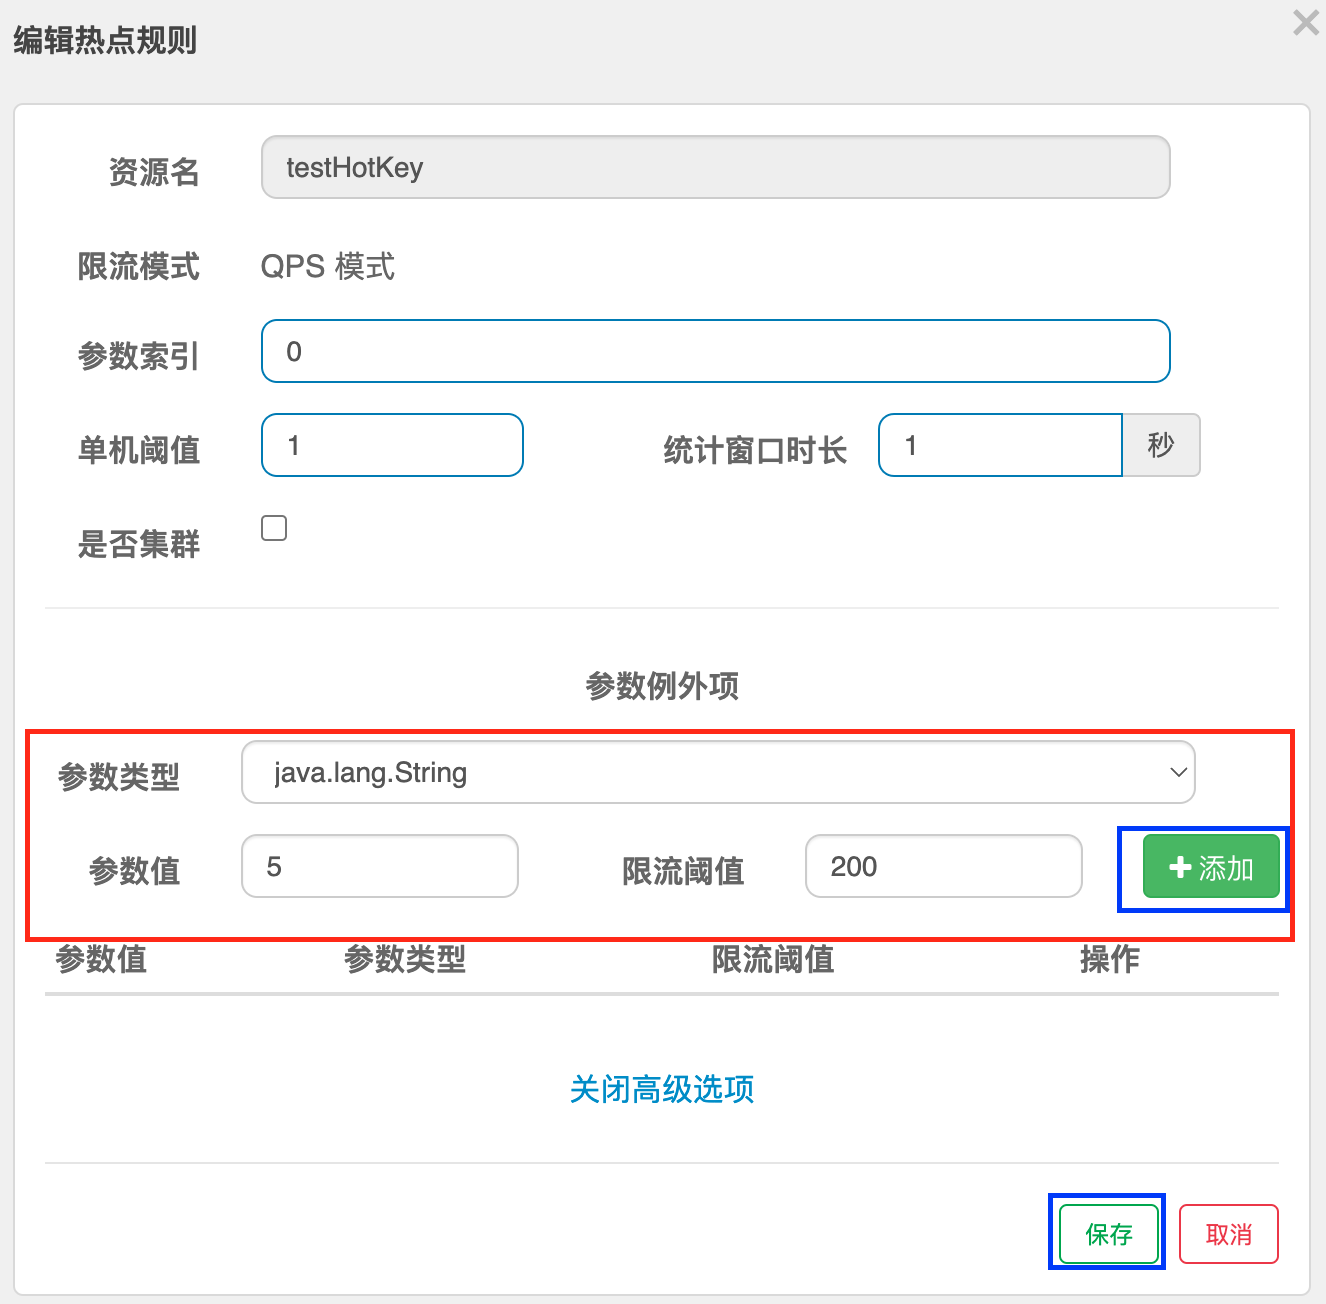 编辑热点规则
资源名 testHotKey
限流模式 QPS 模式
参数索引 0
单机阈值 1 统计窗口时长 1 秒
是否集群
参数例外项
参数类型 java.lang.String
参数值 5 限流阈值 200 添加
参数值 参数类型 限流阈值 操作
关闭高级选项
保存 取消